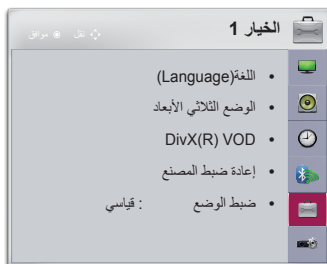 الخيار 1
نقل موافق
اللغة(Language)
الوضع الثلاثي الأبعاد
DivX(R) VOD
إعادة ضبط المصنع
ضبط الوضع : قياسي